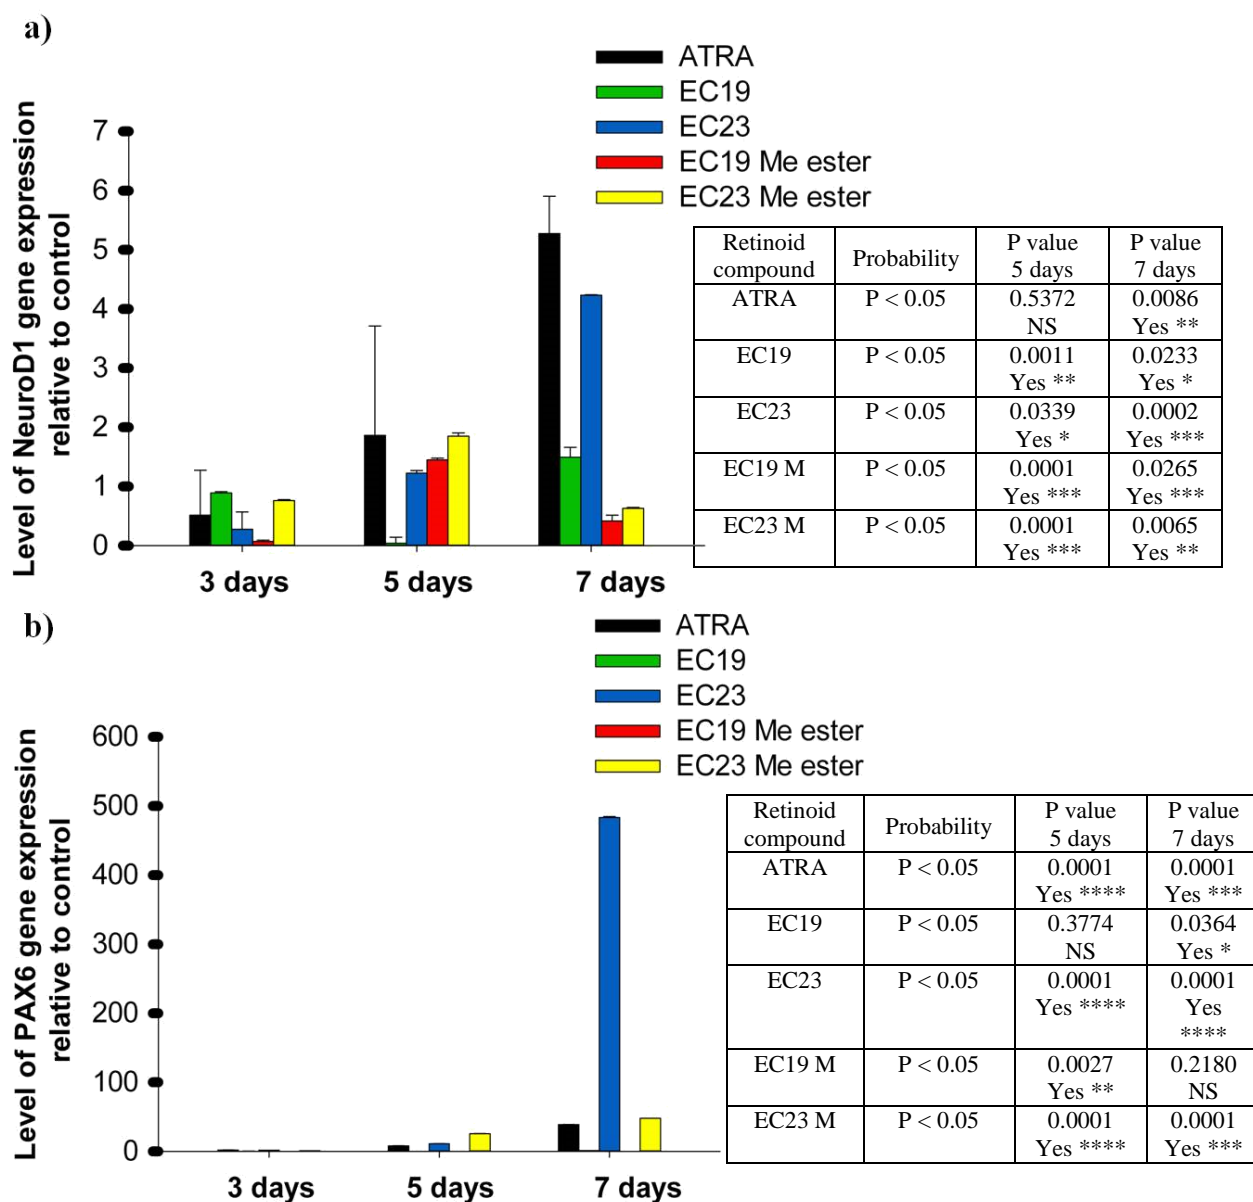 a)
ATRA
EC19
EC23
EC19 Me ester
EC23 Me ester
Level of NeuroD1 gene expression
relative to control
7
6
5
4
3
2
1
0
3 days
5 days
7 days
Retinoid compound | Probability | P value 5 days | P value 7 days
ATRA | P < 0.05 | 0.5372 NS | 0.0086 Yes **
EC19 | P < 0.05 | 0.0011 Yes ** | 0.0233 Yes *
EC23 | P < 0.05 | 0.0339 Yes * | 0.0002 Yes ***
EC19 M | P < 0.05 | 0.0001 Yes *** | 0.0265 Yes ***
EC23 M | P < 0.05 | 0.0001 Yes *** | 0.0065 Yes **
b)
ATRA
EC19
EC23
EC19 Me ester
EC23 Me ester
Level of PAX6 gene expression
relative to control
600
500
400
300
200
100
0
3 days
5 days
7 days
Retinoid compound | Probability | P value 5 days | P value 7 days
ATRA | P < 0.05 | 0.0001 Yes **** | 0.0001 Yes ***
EC19 | P < 0.05 | 0.3774 NS | 0.0364 Yes *
EC23 | P < 0.05 | 0.0001 Yes **** | 0.0001 Yes ****
EC19 M | P < 0.05 | 0.0027 Yes ** | 0.2180 NS
EC23 M | P < 0.05 | 0.0001 Yes **** | 0.0001 Yes ***